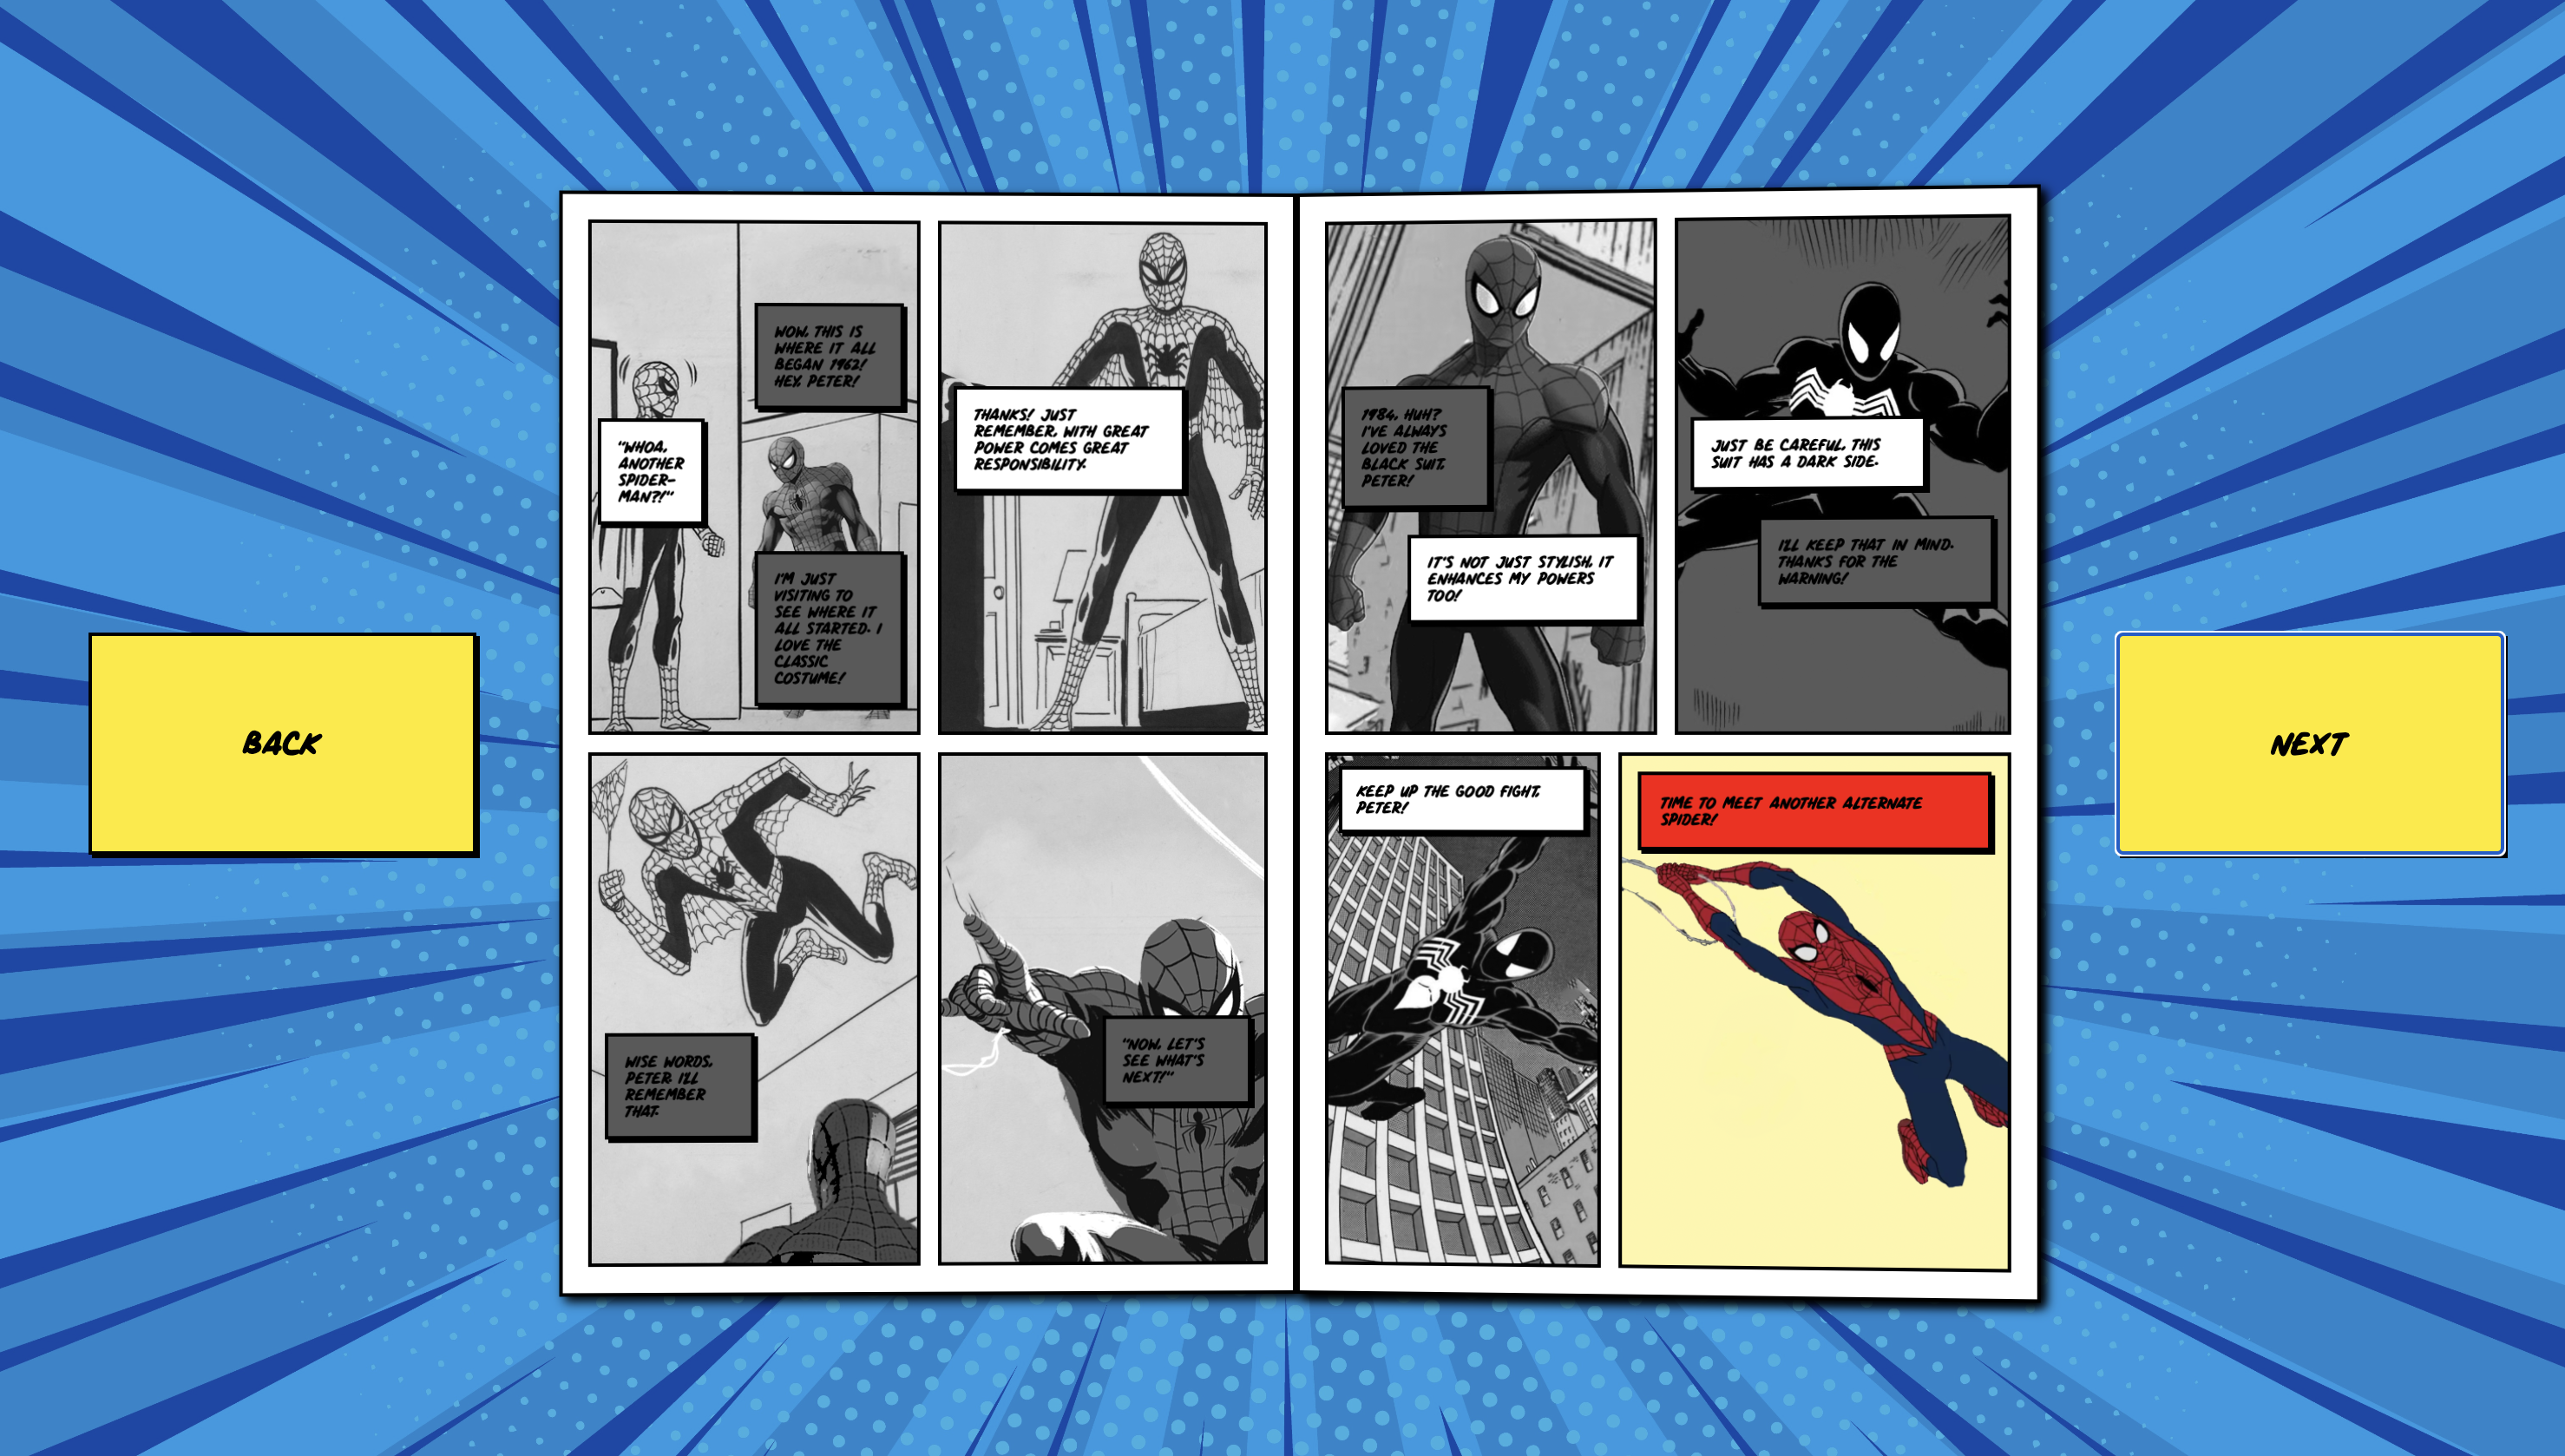 BACK
WOW, THIS IS
WHERE IT ALL
BEGAN 1962!
HEY, PETER!
"WHOA,
ANOTHER
SPIDER-
MAN?!"
I'M JUST
VISITING TO
SEE WHERE IT
ALL STARTED. I
LOVE THE
CLASSIC
COSTUME!
THANKS! JUST
REMEMBER, WITH GREAT
POWER COMES GREAT
RESPONSIBILITY.
WISE WORDS,
PETER. I'LL
REMEMBER
THAT.
"NOW, LET'S
SEE WHAT'S
NEXT!"
1984, HUH?
I'VE ALWAYS
LOVED THE
BLACK SUIT,
PETER!
IT'S NOT JUST STYLISH, IT
ENHANCES MY POWERS
TOO!
JUST BE CAREFUL, THIS
SUIT HAS A DARK SIDE.
I'LL KEEP THAT IN MIND.
THANKS FOR THE
WARNING!
KEEP UP THE GOOD FIGHT,
PETER!
TIME TO MEET ANOTHER ALTERNATE
SPIDER!
NEXT